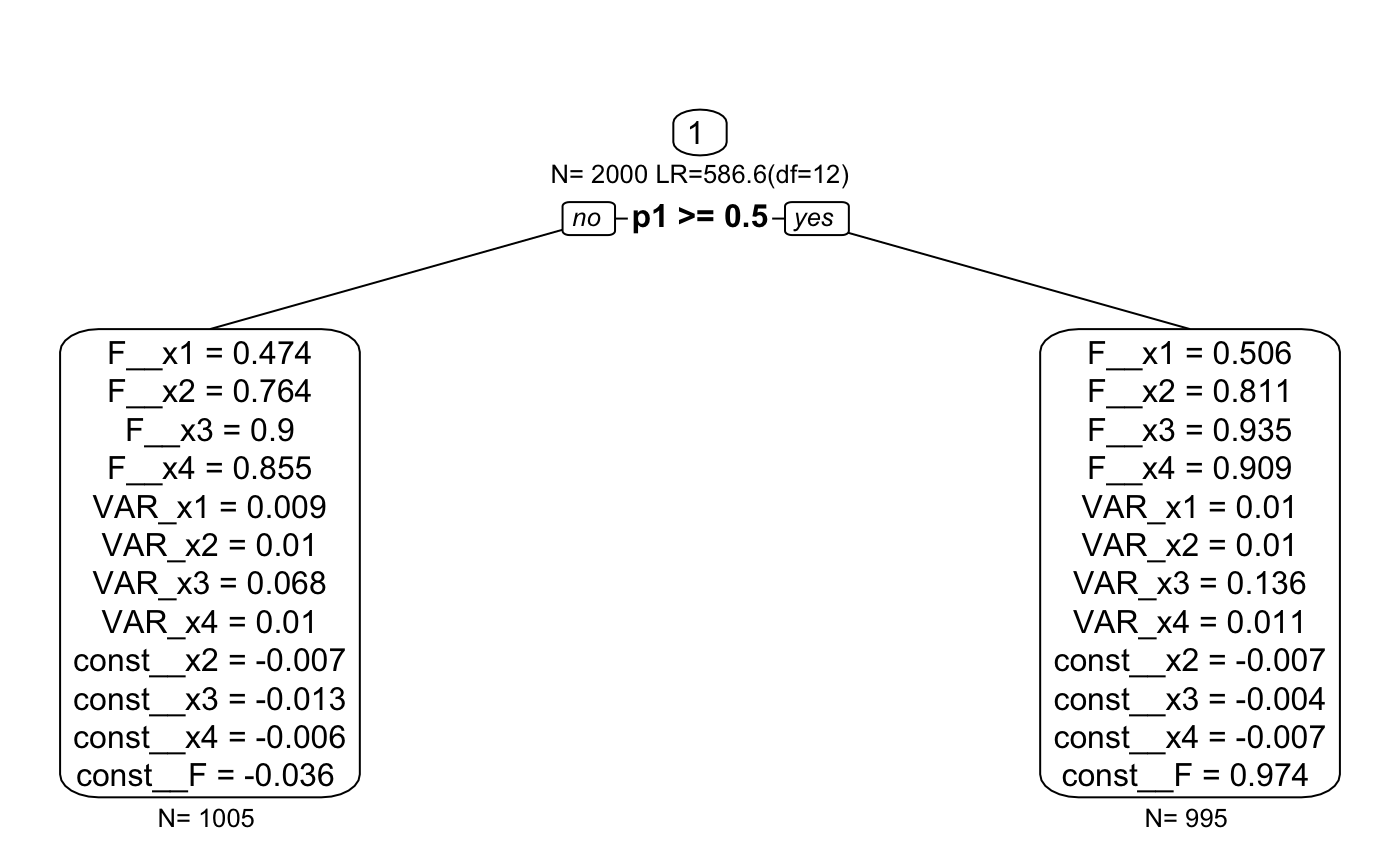 1
N= 2000 LR=586.6(df=12)
no p1 >= 0.5 yes
F__x1 = 0.474
F__x2 = 0.764
F__x3 = 0.9
F__x4 = 0.855
VAR_x1 = 0.009
VAR_x2 = 0.01
VAR_x3 = 0.068
VAR_x4 = 0.01
const__x2 = -0.007
const__x3 = -0.013
const__x4 = -0.006
const__F = -0.036
N= 1005
F__x1 = 0.506
F__x2 = 0.811
F__x3 = 0.935
F__x4 = 0.909
VAR_x1 = 0.01
VAR_x2 = 0.01
VAR_x3 = 0.136
VAR_x4 = 0.011
const__x2 = -0.007
const__x3 = -0.004
const__x4 = -0.007
const__F = 0.974
N= 995